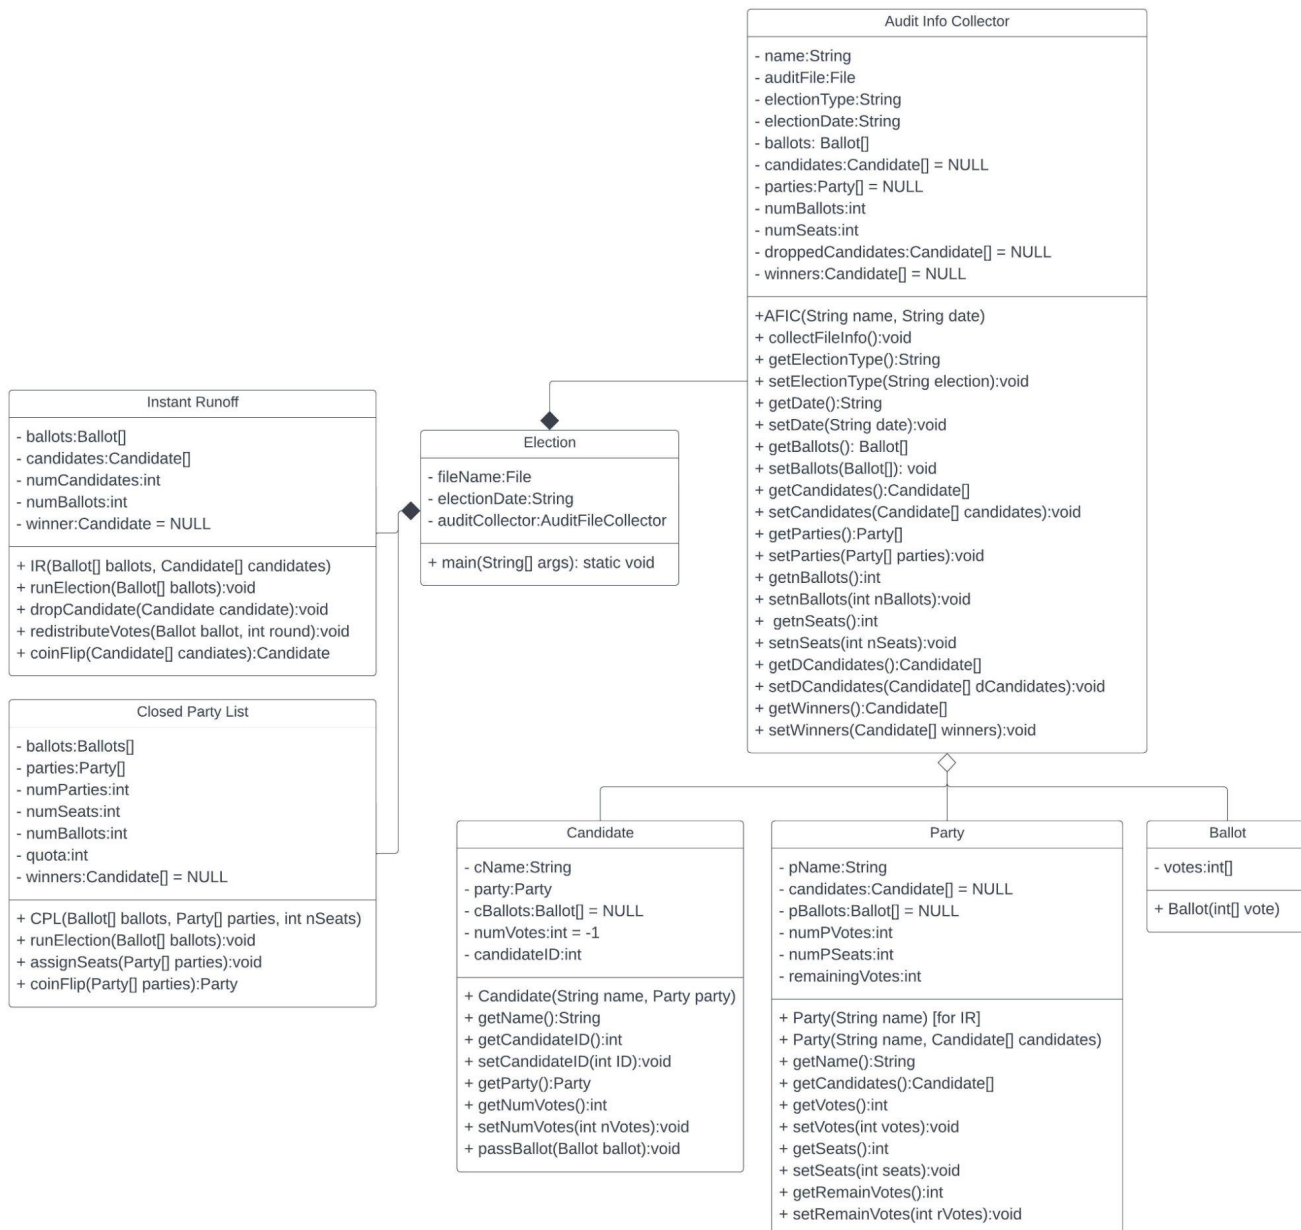 Audit Info Collector
- name:String
- auditFile:File
- electionType:String
- electionDate:String
- ballots: Ballot[]
- candidates:Candidate[] = NULL
- parties:Party[] = NULL
- numBallots:int
- numSeats:int
- droppedCandidates:Candidate[] = NULL
- winners:Candidate[] = NULL
+AFIC(String name, String date)
+ collectFileInfo():void
+ getElectionType():String
+ setElectionType(String election):void
+ getDate():String
+ setDate(String date):void
+ getBallots(): Ballot[]
+ setBallots(Ballot[]): void
+ getCandidates():Candidate[]
+ setCandidates(Candidate[] candidates):void
+ getParties():Party[]
+ setParties(Party[] parties):void
+ getnBallots():int
+ setnBallots(int nBallots):void
+  getnSeats():int
+ setnSeats(int nSeats):void
+ getDCandidates():Candidate[]
+ setDCandidates(Candidate[] dCandidates):void
+ getWinners():Candidate[]
+ setWinners(Candidate[] winners):void
Instant Runoff
- ballots:Ballot[]
- candidates:Candidate[]
- numCandidates:int
- numBallots:int
- winner:Candidate = NULL
+ IR(Ballot[] ballots, Candidate[] candidates)
+ runElection(Ballot[] ballots):void
+ dropCandidate(Candidate candidate):void
+ redistributeVotes(Ballot ballot, int round):void
+ coinFlip(Candidate[] candiates):Candidate
Election
- fileName:File
- electionDate:String
- auditCollector:AuditFileCollector
+ main(String[] args): static void
Closed Party List
- ballots:Ballots[]
- parties:Party[]
- numParties:int
- numSeats:int
- numBallots:int
- quota:int
- winners:Candidate[] = NULL
+ CPL(Ballot[] ballots, Party[] parties, int nSeats)
+ runElection(Ballot[] ballots):void
+ assignSeats(Party[] parties):void
+ coinFlip(Party[] parties):Party
Candidate
- cName:String
- party:Party
- cBallots:Ballot[] = NULL
- numVotes:int = -1
- candidateID:int
+ Candidate(String name, Party party)
+ getName():String
+ getCandidateID():int
+ setCandidateID(int ID):void
+ getParty():Party
+ getNumVotes():int
+ setNumVotes(int nVotes):void
+ passBallot(Ballot ballot):void
Party
- pName:String
- candidates:Candidate[] = NULL
- pBallots:Ballot[] = NULL
- numPVotes:int
- numPSeats:int
- remainingVotes:int
+ Party(String name) [for IR]
+ Party(String name, Candidate[] candidates)
+ getName():String
+ getCandidates():Candidate[]
+ getVotes():int
+ setVotes(int votes):void
+ getSeats():int
+ setSeats(int seats):void
+ getRemainVotes():int
+ setRemainVotes(int rVotes):void
Ballot
- votes:int[]
+ Ballot(int[] vote)